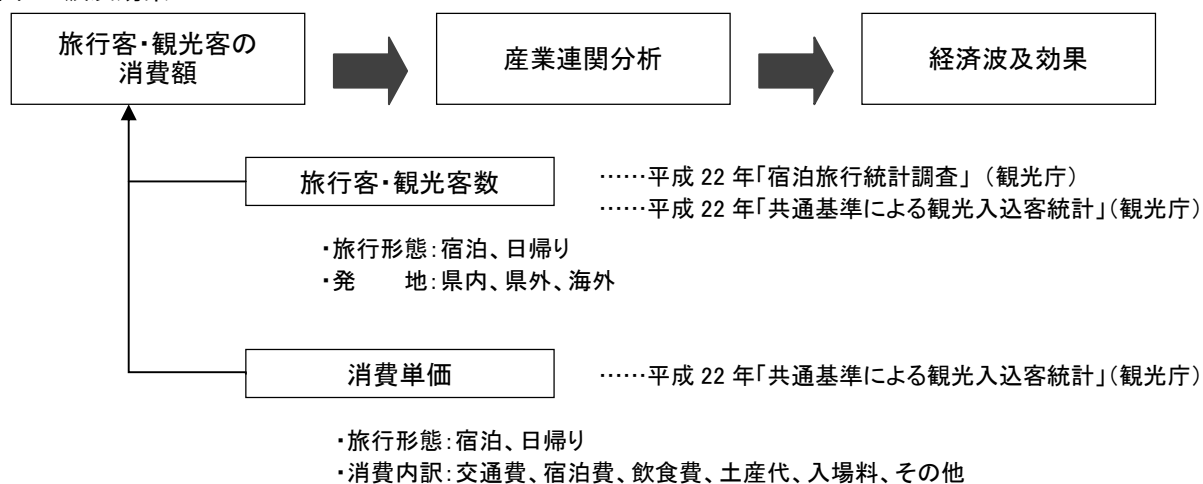 旅行客・観光客の
消費額
産業連関分析
経済波及効果
旅行客・観光客数
……平成 22 年「宿泊旅行統計調査」（観光庁）
……平成 22 年「共通基準による観光入込客統計」（観光庁）
・旅行形態：宿泊、日帰り
・発　　地：県内、県外、海外
消費単価
……平成 22 年「共通基準による観光入込客統計」（観光庁）
・旅行形態：宿泊、日帰り
・消費内訳：交通費、宿泊費、飲食費、土産代、入場料、その他